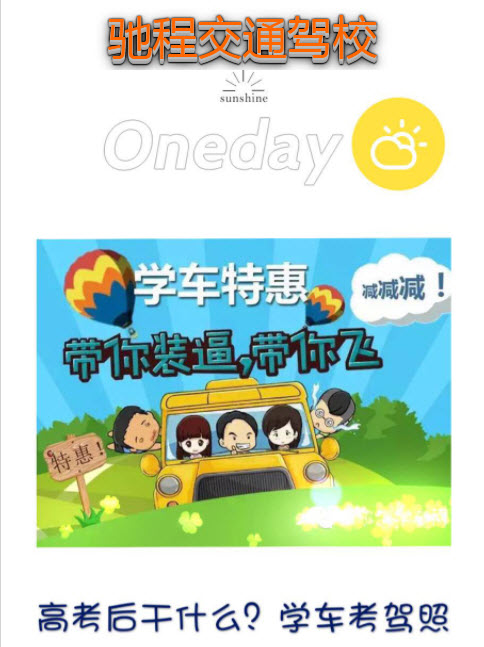 驰程交通驾校
sunshine
Oneday
学车特惠
减减减！
带你装逼,带你飞
特惠！
高考后干什么？学车考驾照